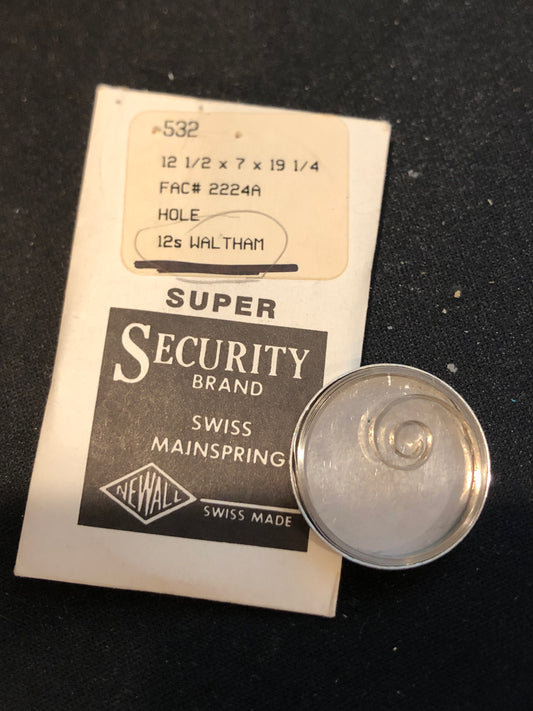 532
12 1/2 x 7 x 19 1/4
FAC# 2224A
HOLE
12s WALTHAM
SUPER
SECURITY
BRAND
SWISS
MAINSPRING
NEWALL
SWISS MADE